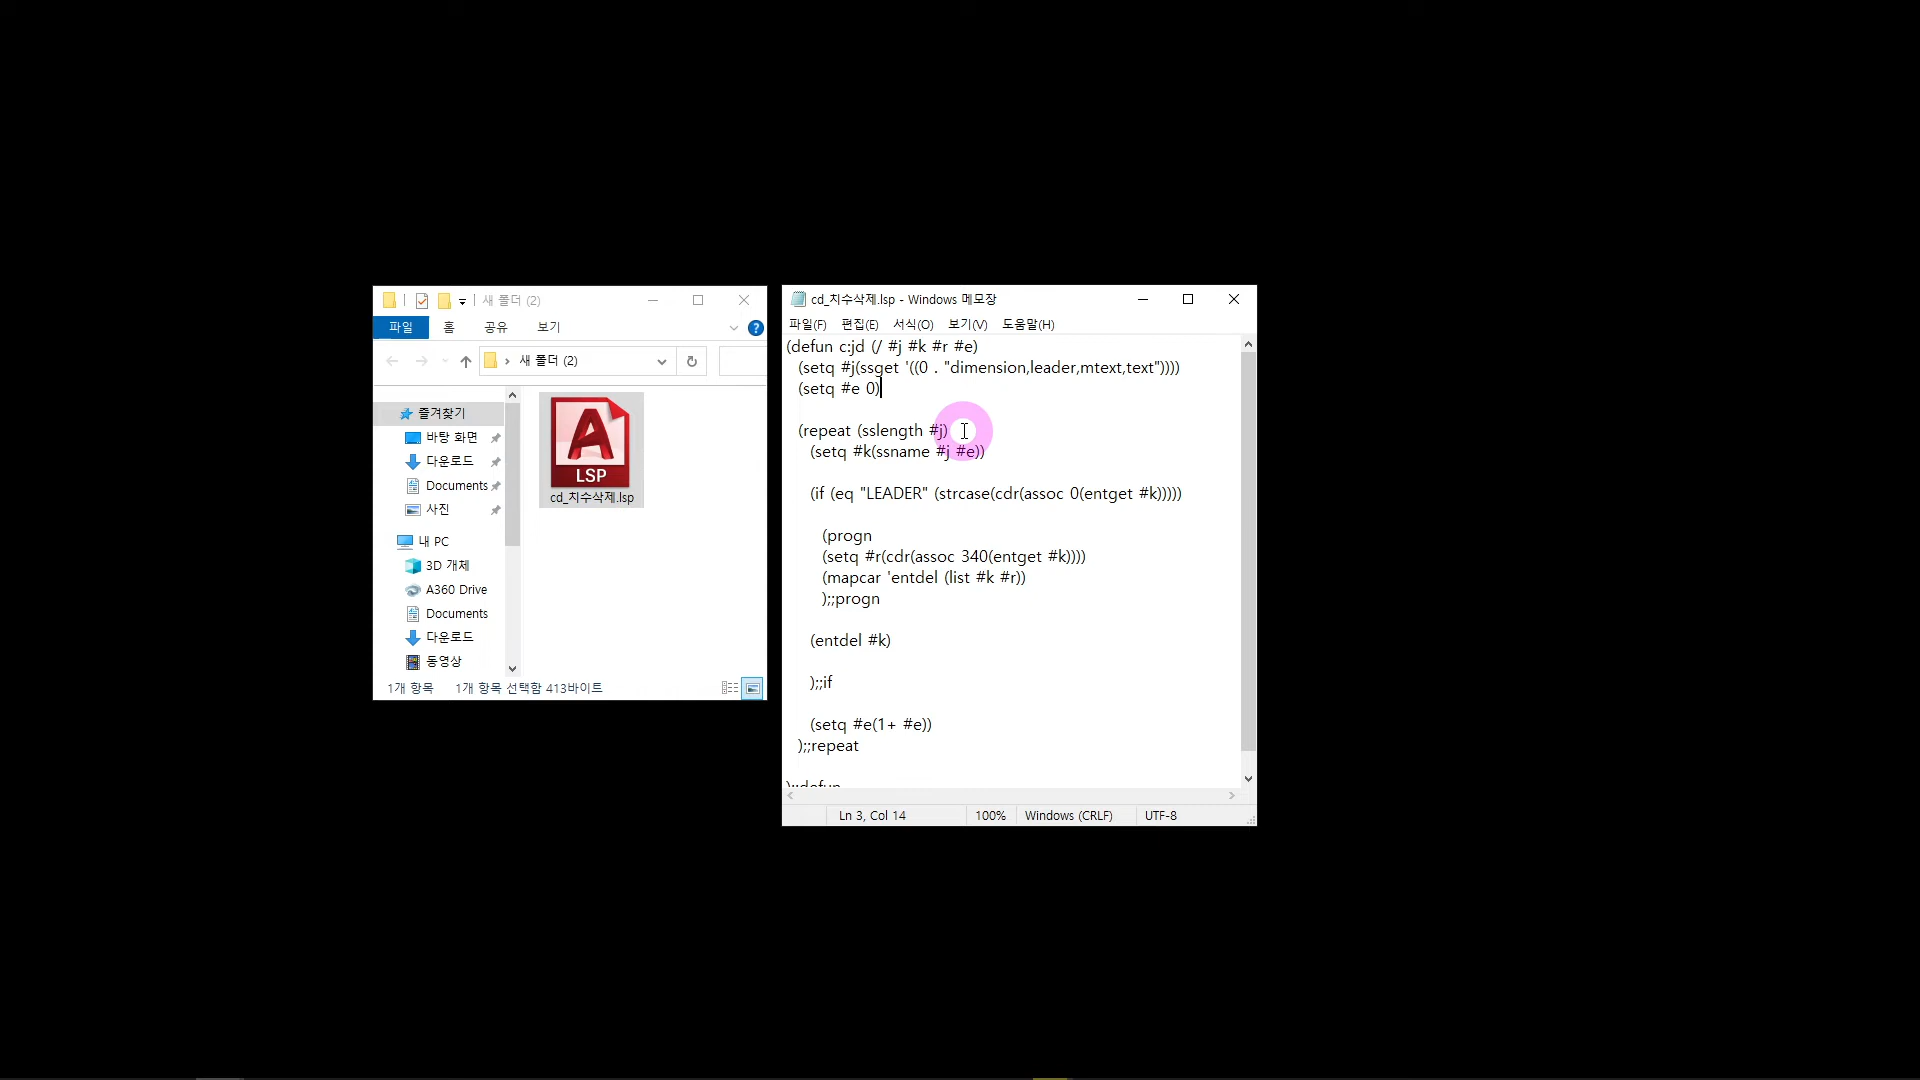 새 폴더 (2)
파일 홈 공유 보기
새 폴더 (2)
즐겨찾기
바탕 화면
다운로드
Documents
사진
내 PC
3D 개체
A360 Drive
Documents
다운로드
동영상
LSP
cd_치수삭제.lsp
1개 항목 1개 항목 선택함 413바이트
cd_치수삭제.lsp - Windows 메모장
파일(F) 편집(E) 서식(O) 보기(V) 도움말(H)
(defun c:jd (/ #j #k #r #e)
(setq #j(ssget '((0 . "dimension,leader,mtext,text"))))
(setq #e 0)
(repeat (sslength #j)
(setq #k(ssname #j #e))
(if (eq "LEADER" (strcase(cdr(assoc 0(entget #k)))))
(progn
(setq #r(cdr(assoc 340(entget #k))))
(mapcar 'entdel (list #k #r))
);;progn
(entdel #k)
);;if
(setq #e(1+ #e))
);;repeat
);;defun
Ln 3, Col 14 100% Windows (CRLF) UTF-8